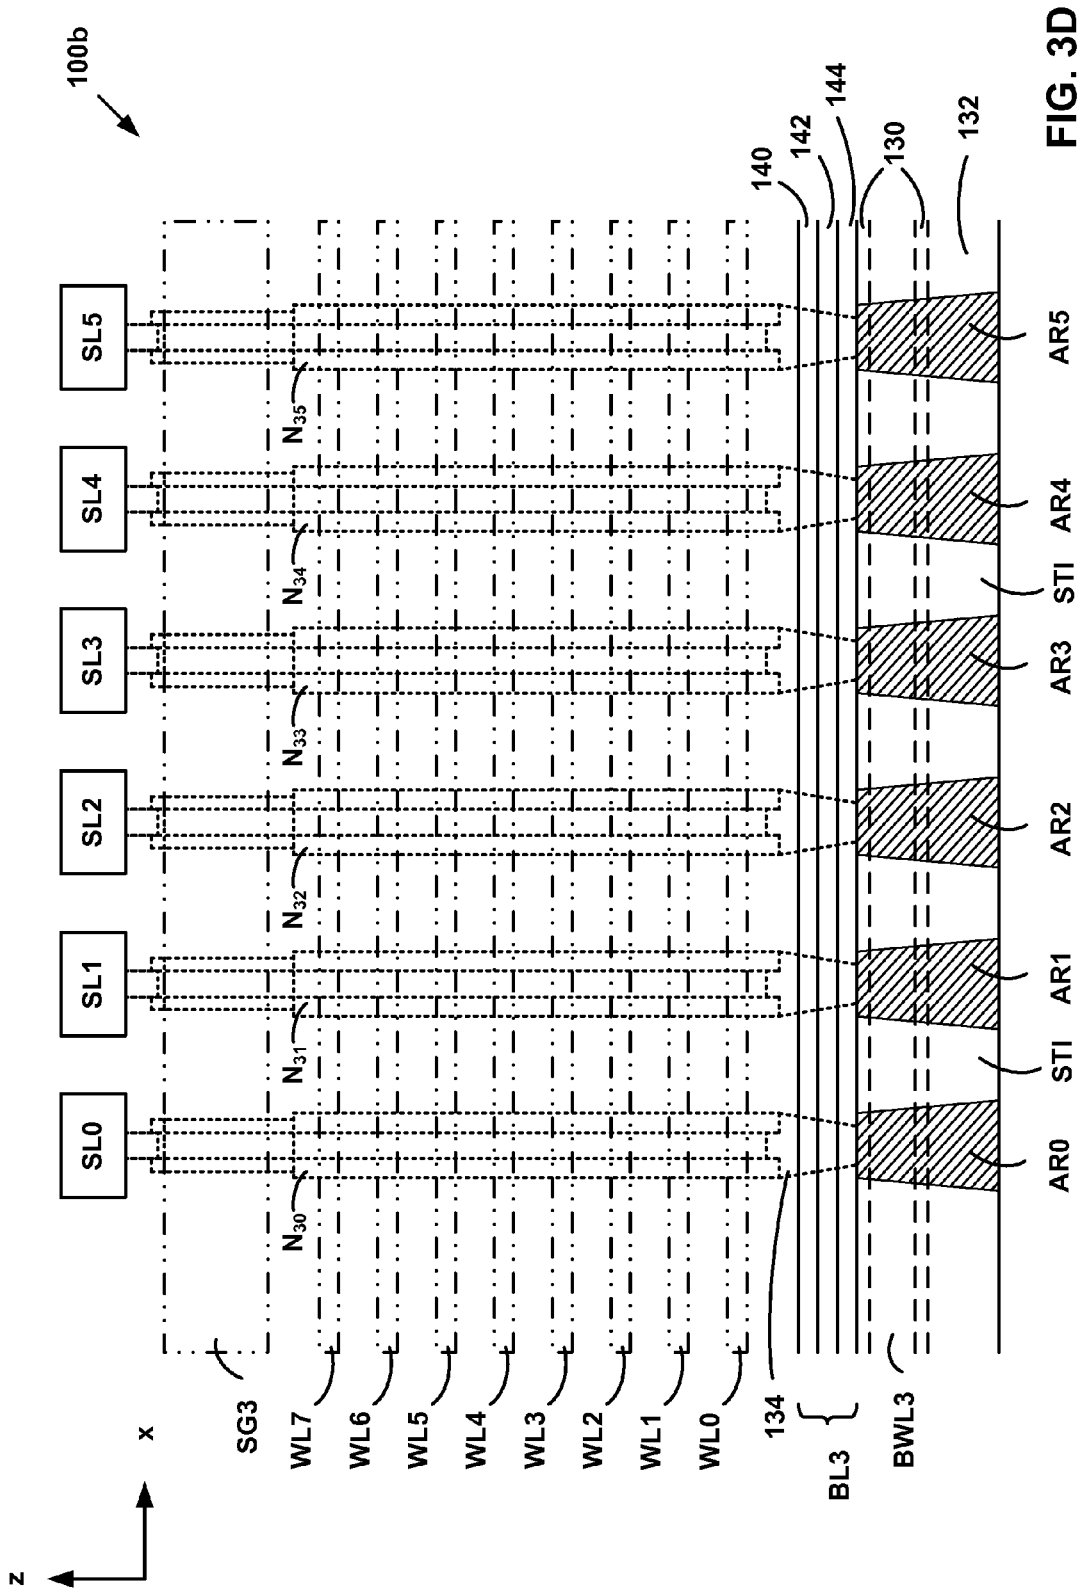 100b
z
x
SL0
SL1
SL2
SL3
SL4
SL5
SG3
N30
N31
N32
N33
N34
N35
WL7
WL6
WL5
WL4
WL3
WL2
WL1
WL0
134
BL3
BWL3
140
142
144
130
132
AR0
STI
AR1
AR2
AR3
STI
AR4
AR5
FIG. 3D